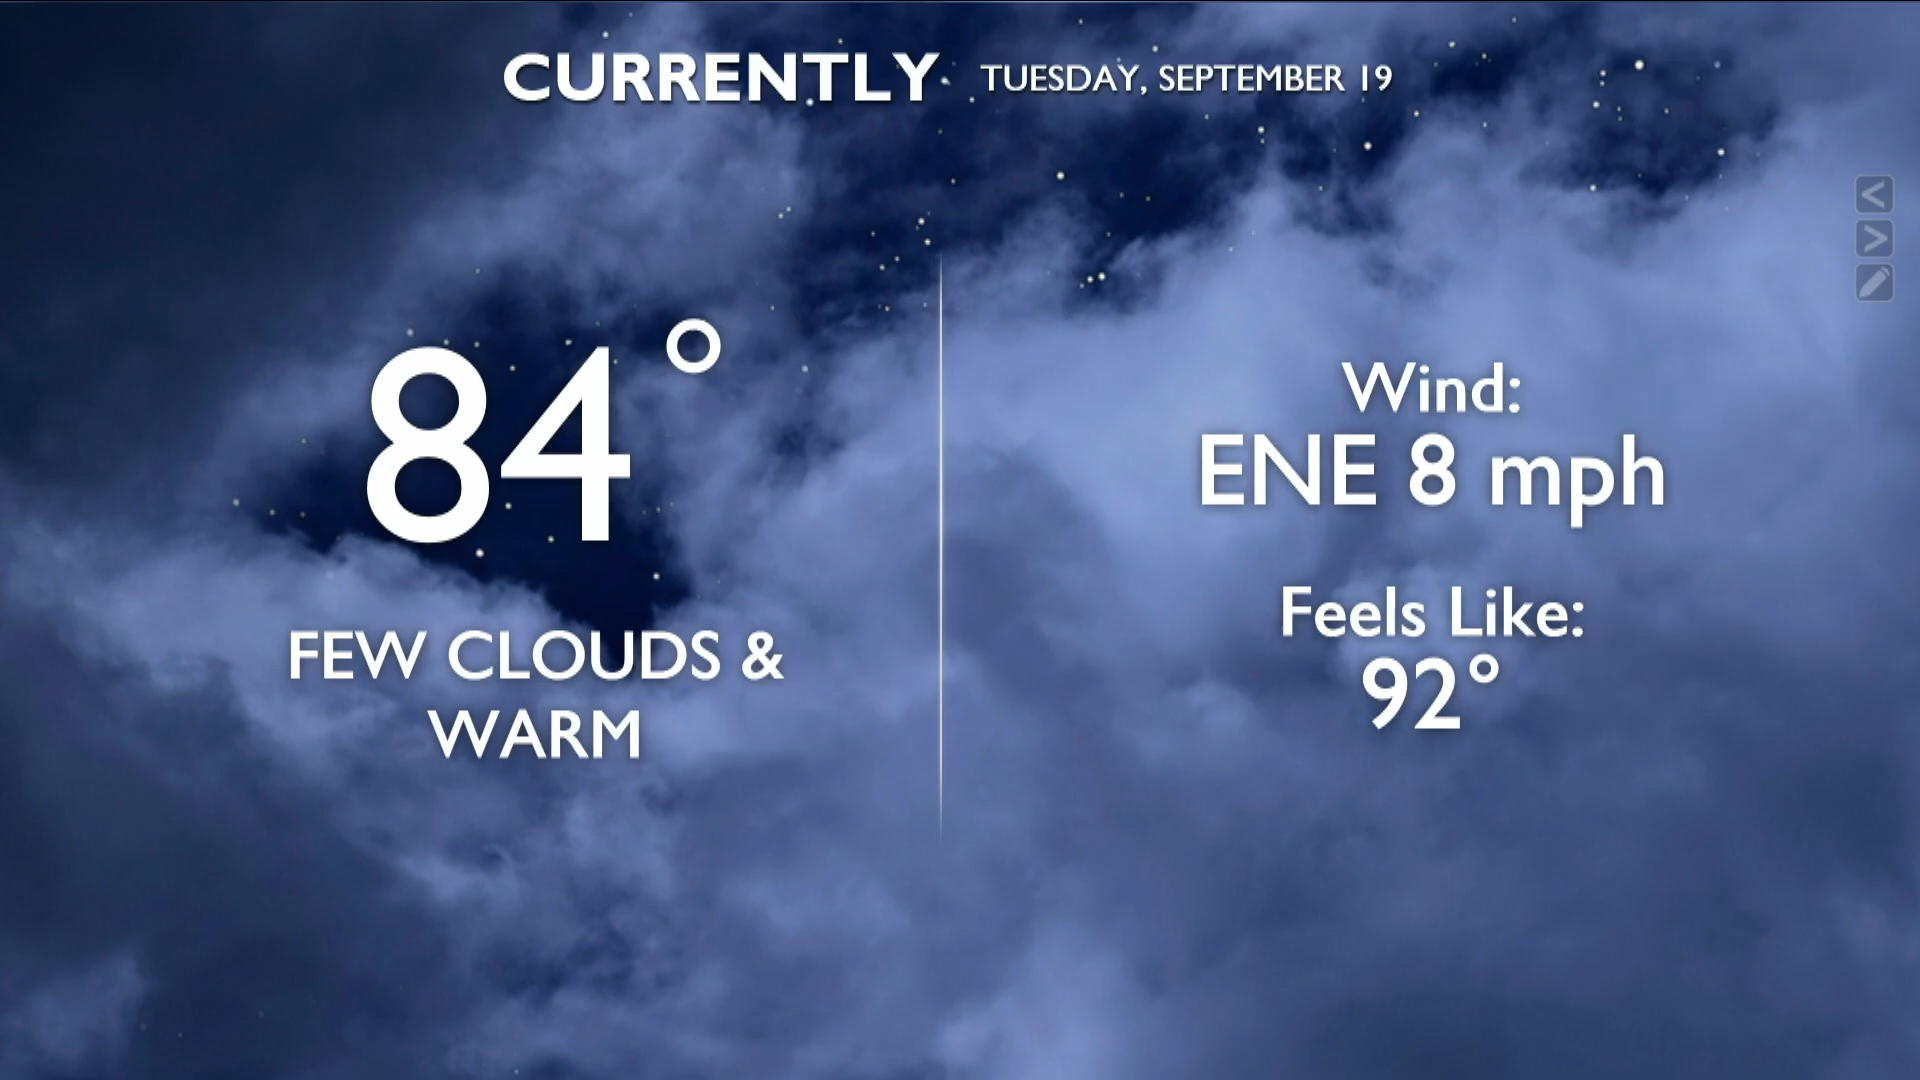 CURRENTLY TUESDAY, SEPTEMBER 19
84°
FEW CLOUDS &
WARM
Wind:
ENE 8 mph
Feels Like:
92°